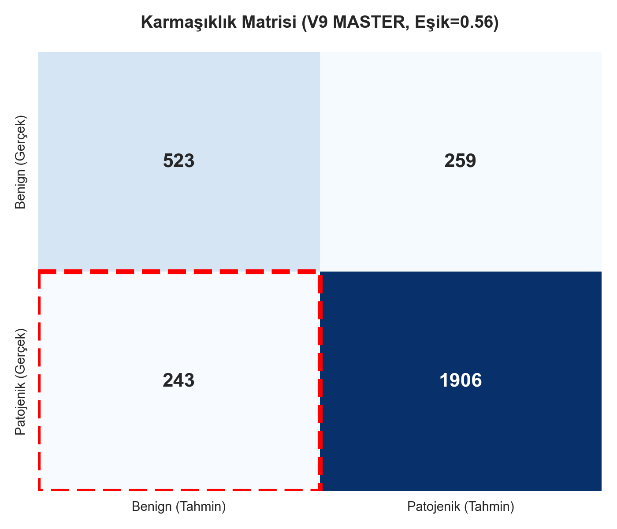 Karmaşıklık Matrisi (V9 MASTER, Eşik=0.56)
Benign (Gerçek)
523
259
Patojenik (Gerçek)
243
1906
Benign (Tahmin)
Patojenik (Tahmin)